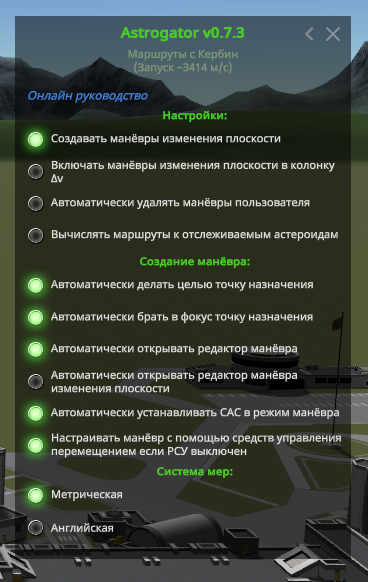 Astrogator v0.7.3
Маршруты с Кербин
(Запуск ~3414 м/с)
Онлайн руководство
Настройки:
Создавать манёвры изменения плоскости
Включать манёвры изменения плоскости в колонку
Δv
Автоматически удалять манёвры пользователя
Вычислять маршруты к отслеживаемым астероидам
Создание манёвра:
Автоматически делать целью точку назначения
Автоматически брать в фокус точку назначения
Автоматически открывать редактор манёвра
Автоматически открывать редактор манёвра
изменения плоскости
Автоматически устанавливать САС в режим манёвра
Настраивать манёвр с помощью средств управления
перемещением если РСУ выключен
Система мер:
Метрическая
Английская